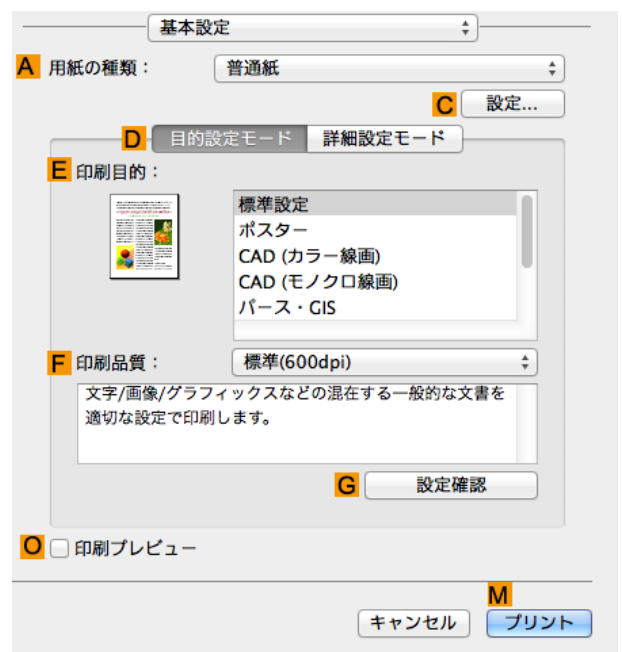 基本設定
A 用紙の種類： 普通紙
C 設定...
D 目的設定モード 詳細設定モード
E 印刷目的：
標準設定
ポスター
CAD (カラー線画)
CAD (モノクロ線画)
パース・GIS
F 印刷品質： 標準(600dpi)
文字/画像/グラフィックスなどの混在する一般的な文書を
適切な設定で印刷します。
G 設定確認
O 印刷プレビュー
M
キャンセル プリント